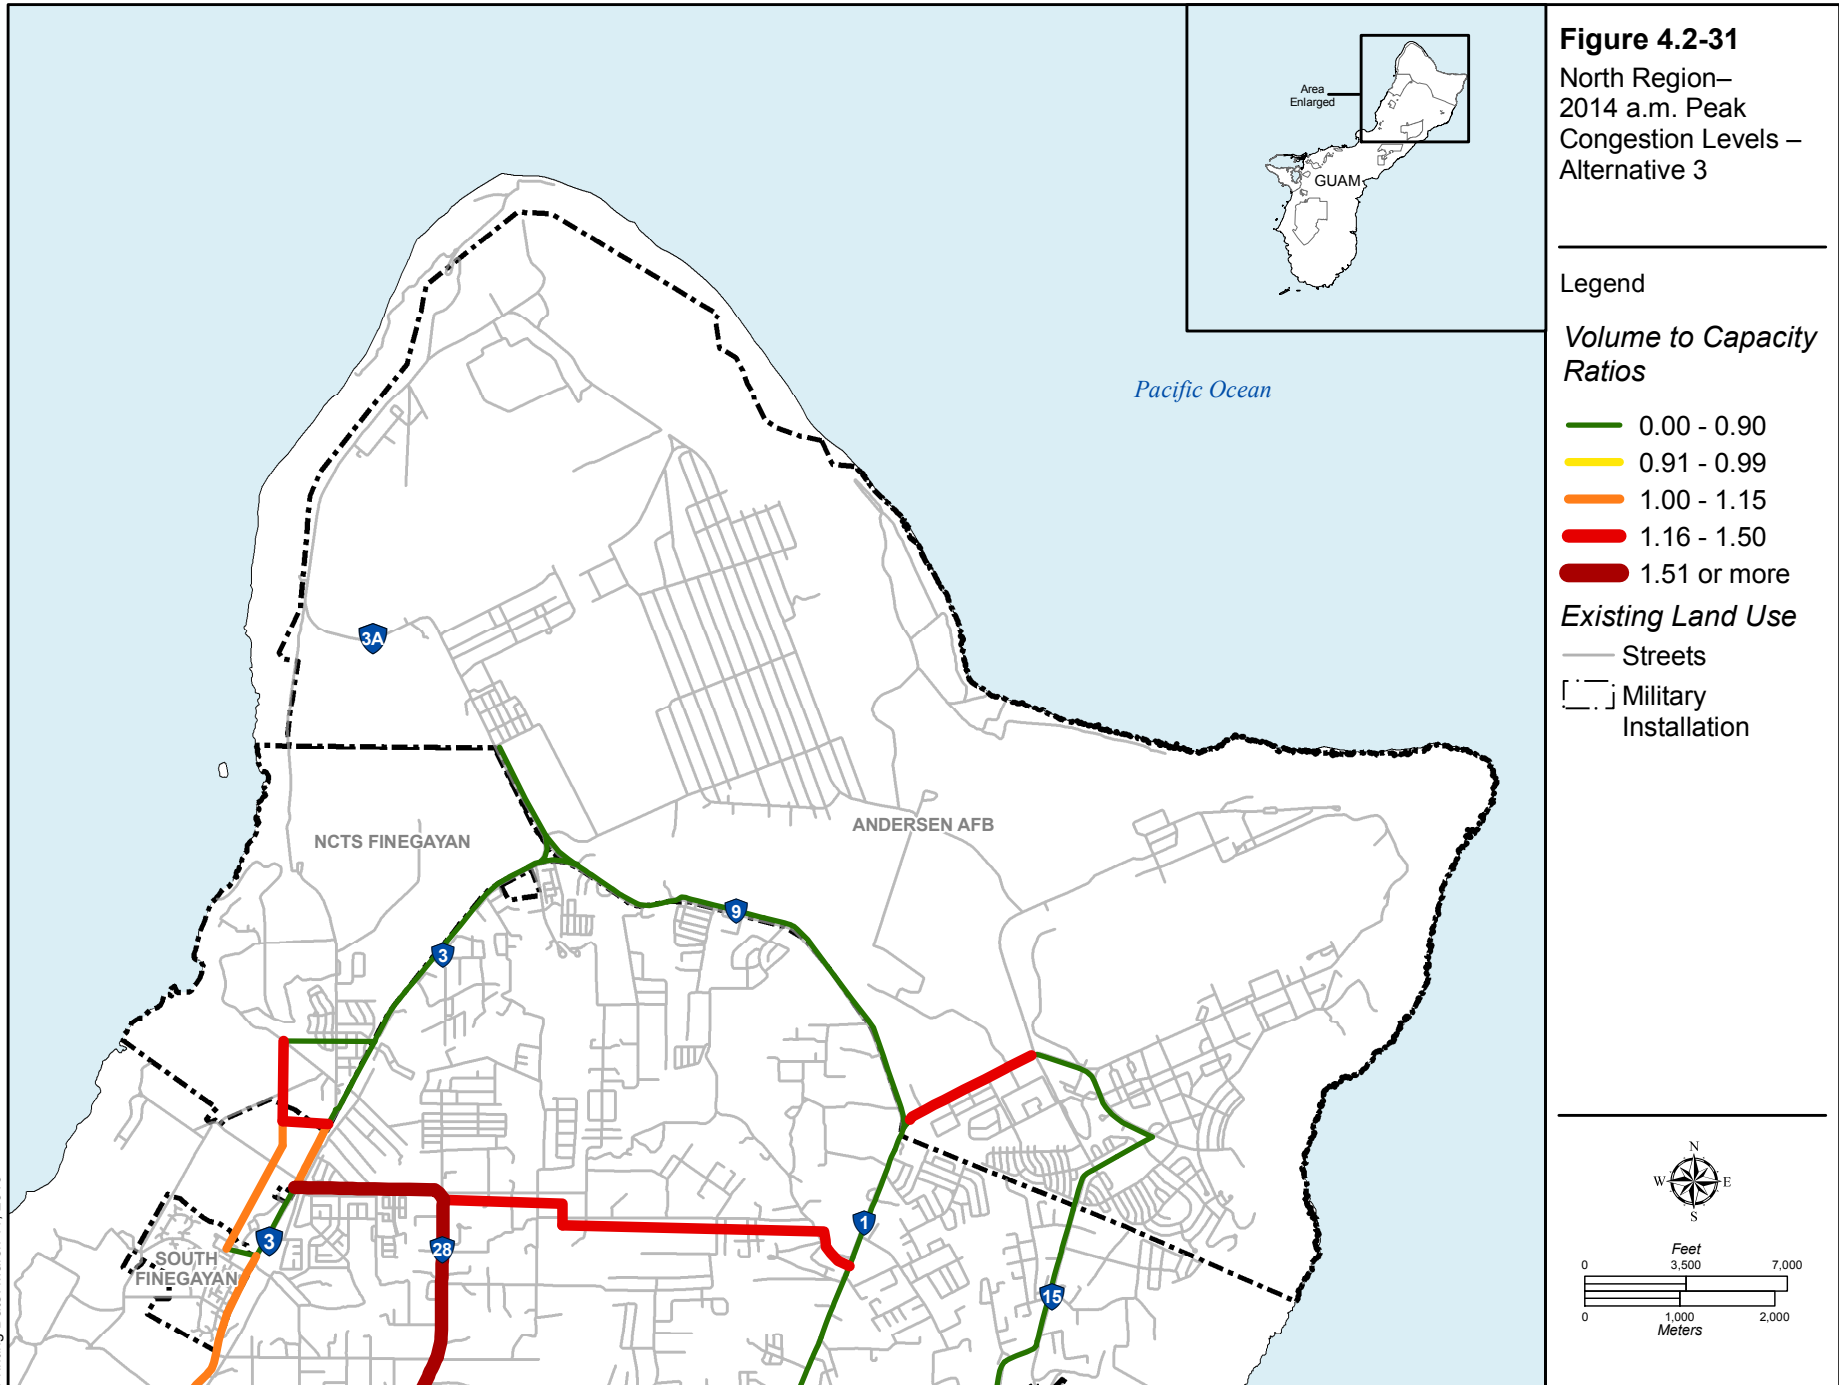 Figure 4.2-31
North Region–
2014 a.m. Peak
Congestion Levels –
Alternative 3
Legend
Volume to Capacity
Ratios
0.00 - 0.90
0.91 - 0.99
1.00 - 1.15
1.16 - 1.50
1.51 or more
Existing Land Use
Streets
Military
Installation
N
W E
S
Feet
0 3,500 7,000
0 1,000 2,000
Meters
Area
Enlarged
GUAM
Pacific Ocean
3A
NCTS FINEGAYAN
ANDERSEN AFB
9
3
1
3
28
SOUTH
FINEGAYAN
15